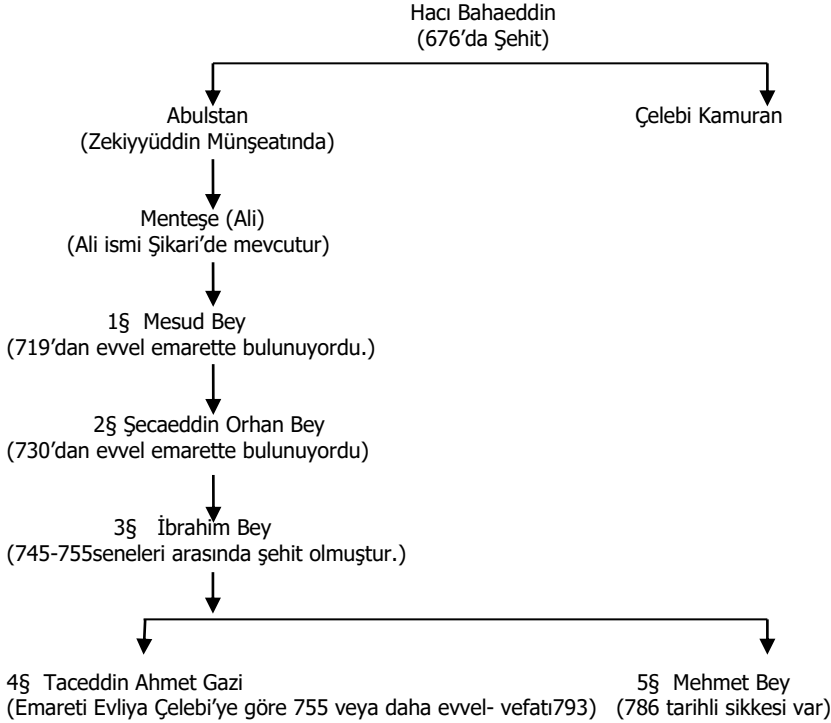 Hacı Bahaeddin
(676’da Şehit)
Abulstan
Çelebi Kamuran
(Zekiyyüddin Münşeatında)
Menteşe (Ali)
(Ali ismi Şikari’de mevcutur)
1§ Mesud Bey
(719’dan evvel emarette bulunuyordu.)
2§ Şecaeddin Orhan Bey
(730’dan evvel emarette bulunuyordu)
3§ İbrahim Bey
(745-755seneleri arasında şehit olmuştur.)
4§ Taceddin Ahmet Gazi
5§ Mehmet Bey
(Emareti Evliya Çelebi’ye göre 755 veya daha evvel- vefatı793)
(786 tarihli sikkesi var)